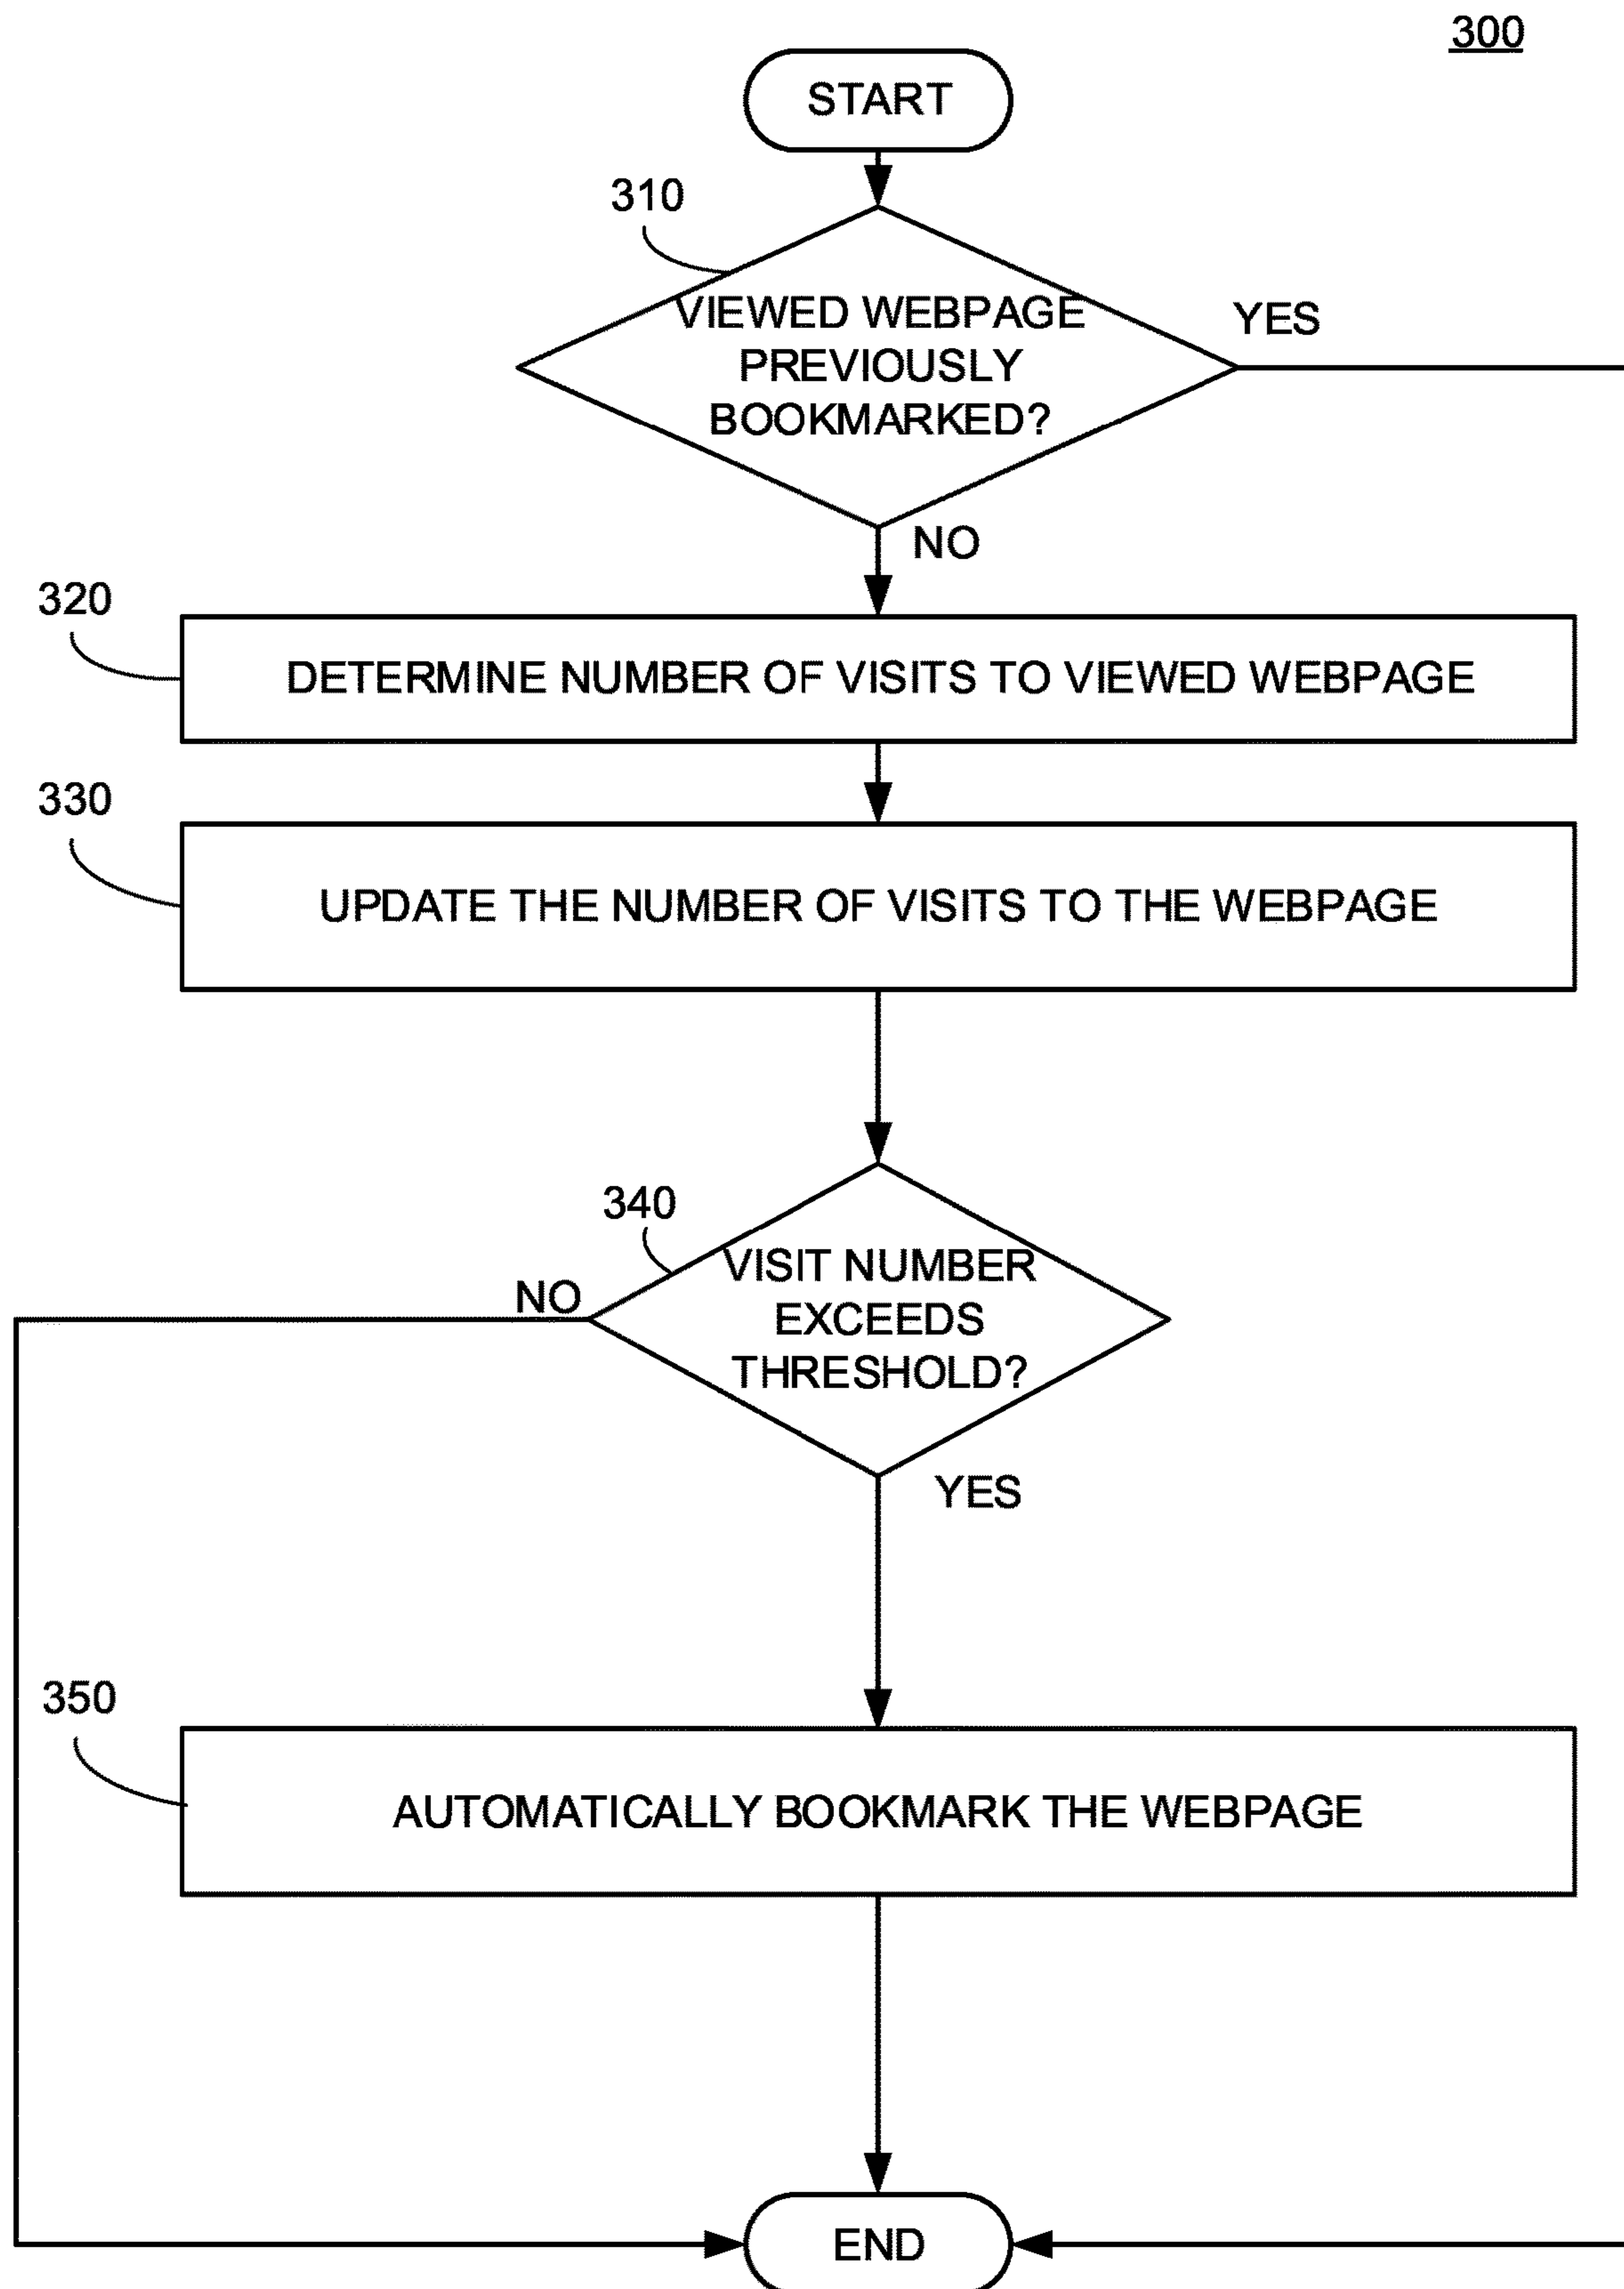 300
START
310
VIEWED WEBPAGE
PREVIOUSLY
BOOKMARKED?
YES
NO
320
DETERMINE NUMBER OF VISITS TO VIEWED WEBPAGE
330
UPDATE THE NUMBER OF VISITS TO THE WEBPAGE
340
VISIT NUMBER
EXCEEDS
THRESHOLD?
NO
YES
350
AUTOMATICALLY BOOKMARK THE WEBPAGE
END